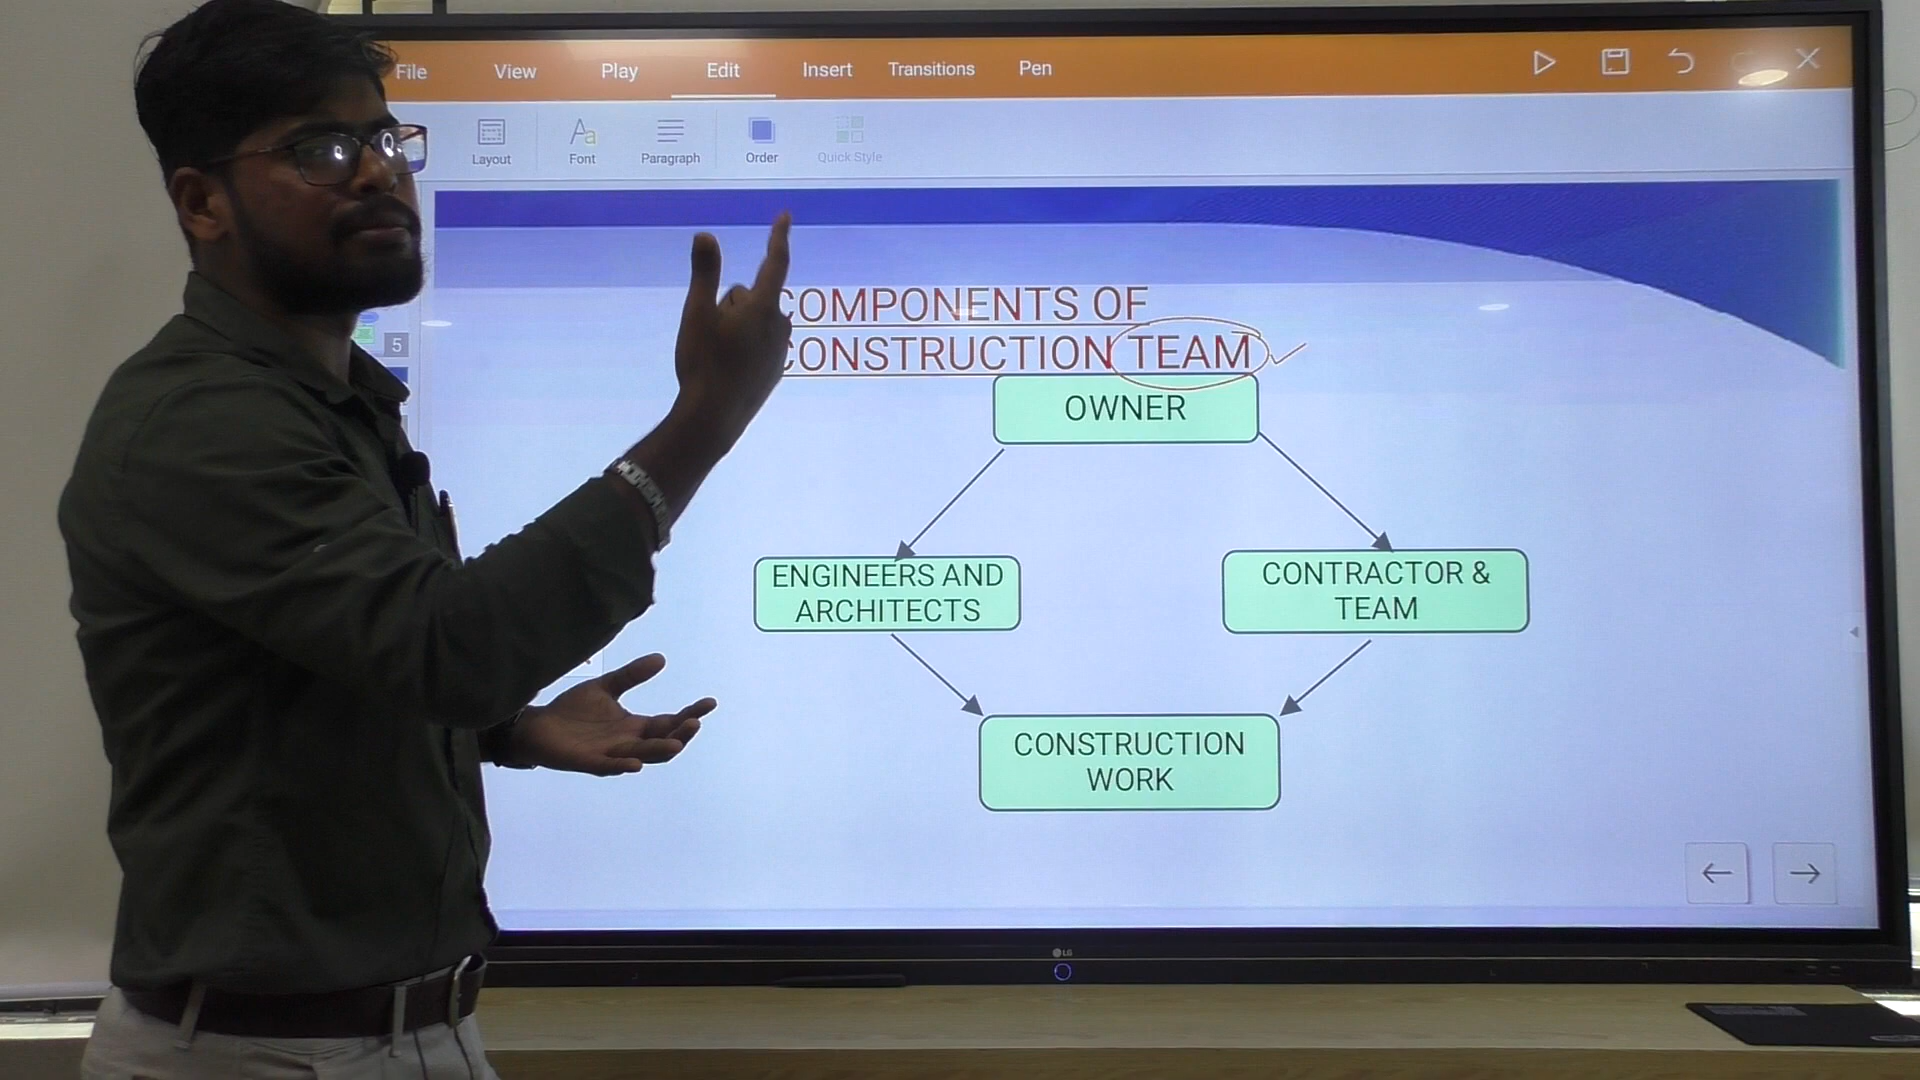 File View Play Edit Insert Transitions Pen
Layout Font Paragraph Order Quick Style
5
COMPONENTS OF
CONSTRUCTION TEAM
OWNER
ENGINEERS AND
ARCHITECTS
CONTRACTOR &
TEAM
CONSTRUCTION
WORK
LG